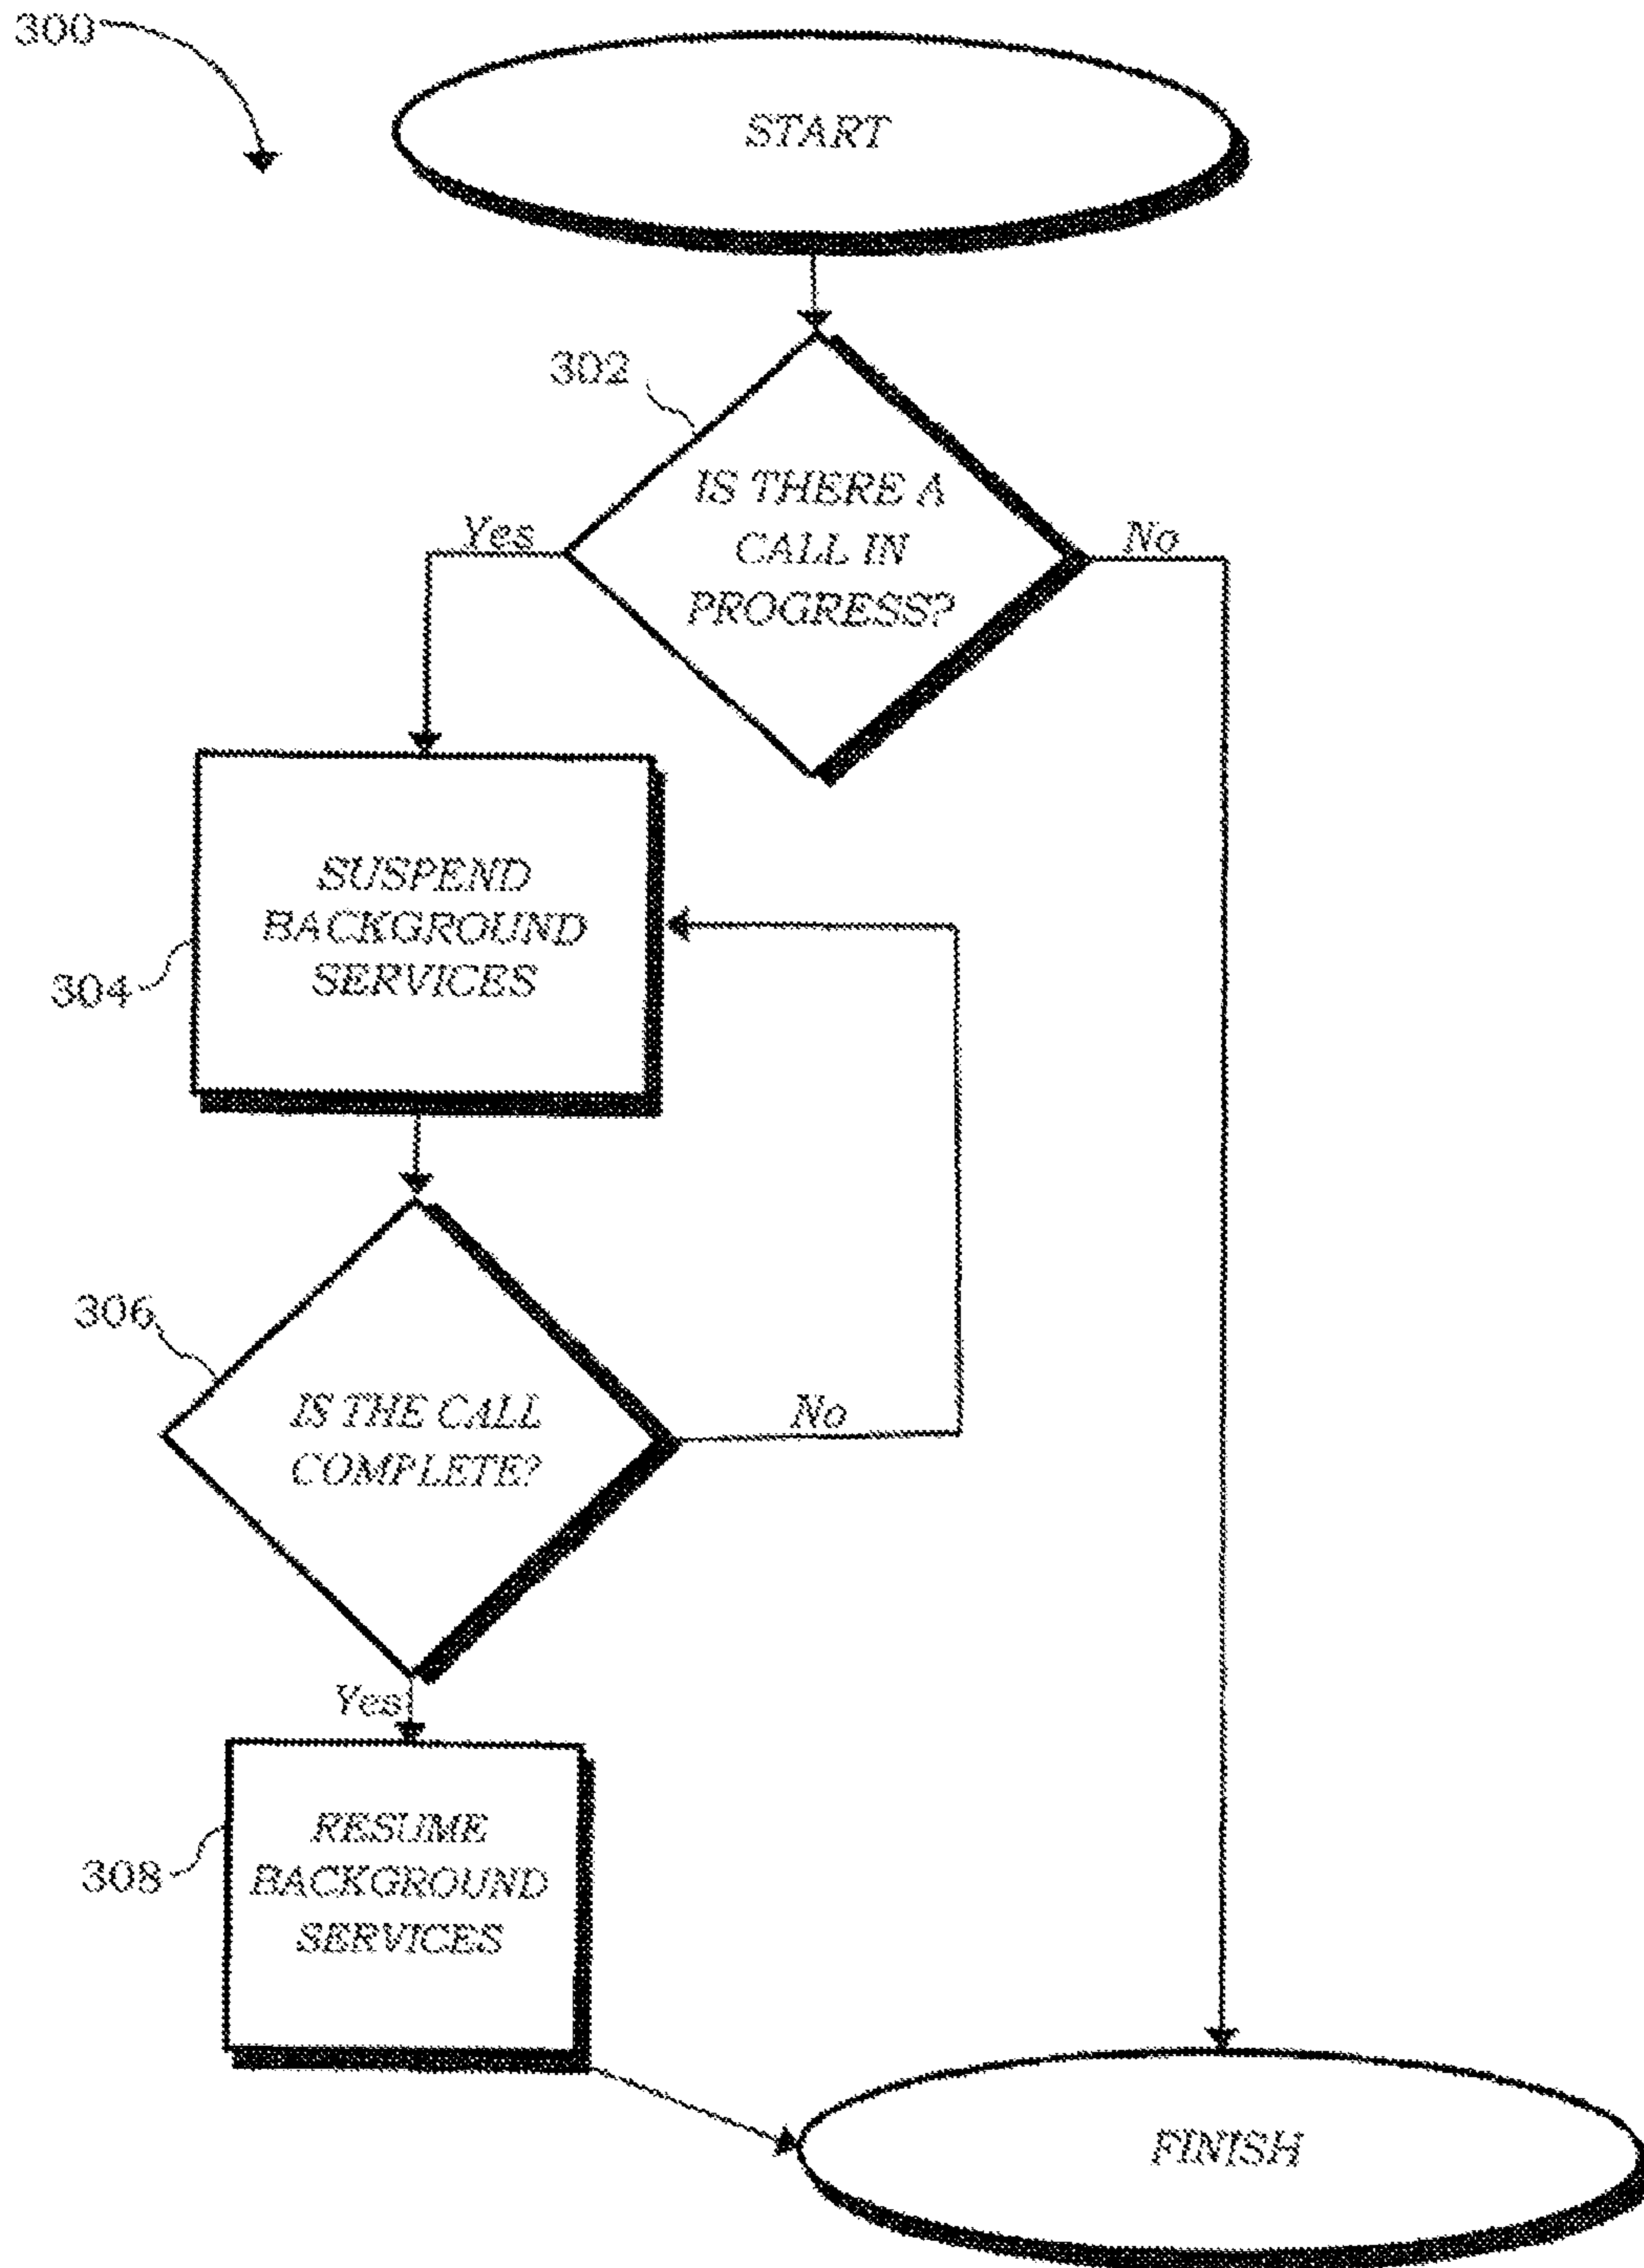 300
START
302
IS THERE A
CALL IN
PROGRESS?
Yes
No
SUSPEND
BACKGROUND
SERVICES
304
306
IS THE CALL
COMPLETE?
No
Yes
RESUME
BACKGROUND
SERVICES
308
FINISH